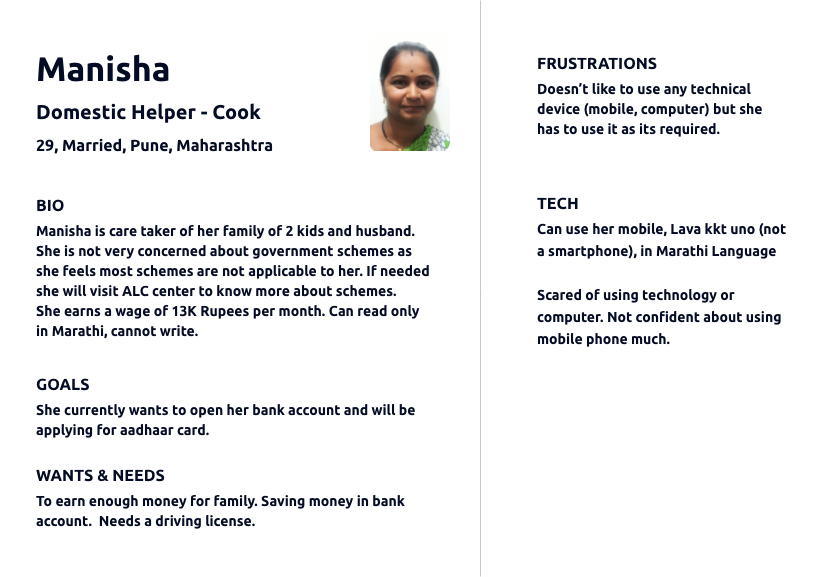 Manisha
Domestic Helper - Cook
29, Married, Pune, Maharashtra
BIO
Manisha is care taker of her family of 2 kids and husband.
She is not very concerned about government schemes as
she feels most schemes are not applicable to her. If needed
she will visit ALC center to know more about schemes.
She earns a wage of 13K Rupees per month. Can read only
in Marathi, cannot write.
GOALS
She currently wants to open her bank account and will be
applying for aadhaar card.
WANTS & NEEDS
To earn enough money for family. Saving money in bank
account.  Needs a driving license.
FRUSTRATIONS
Doesn’t like to use any technical
device (mobile, computer) but she
has to use it as its required.
TECH
Can use her mobile, Lava kkt uno (not
a smartphone), in Marathi Language
Scared of using technology or
computer. Not confident about using
mobile phone much.